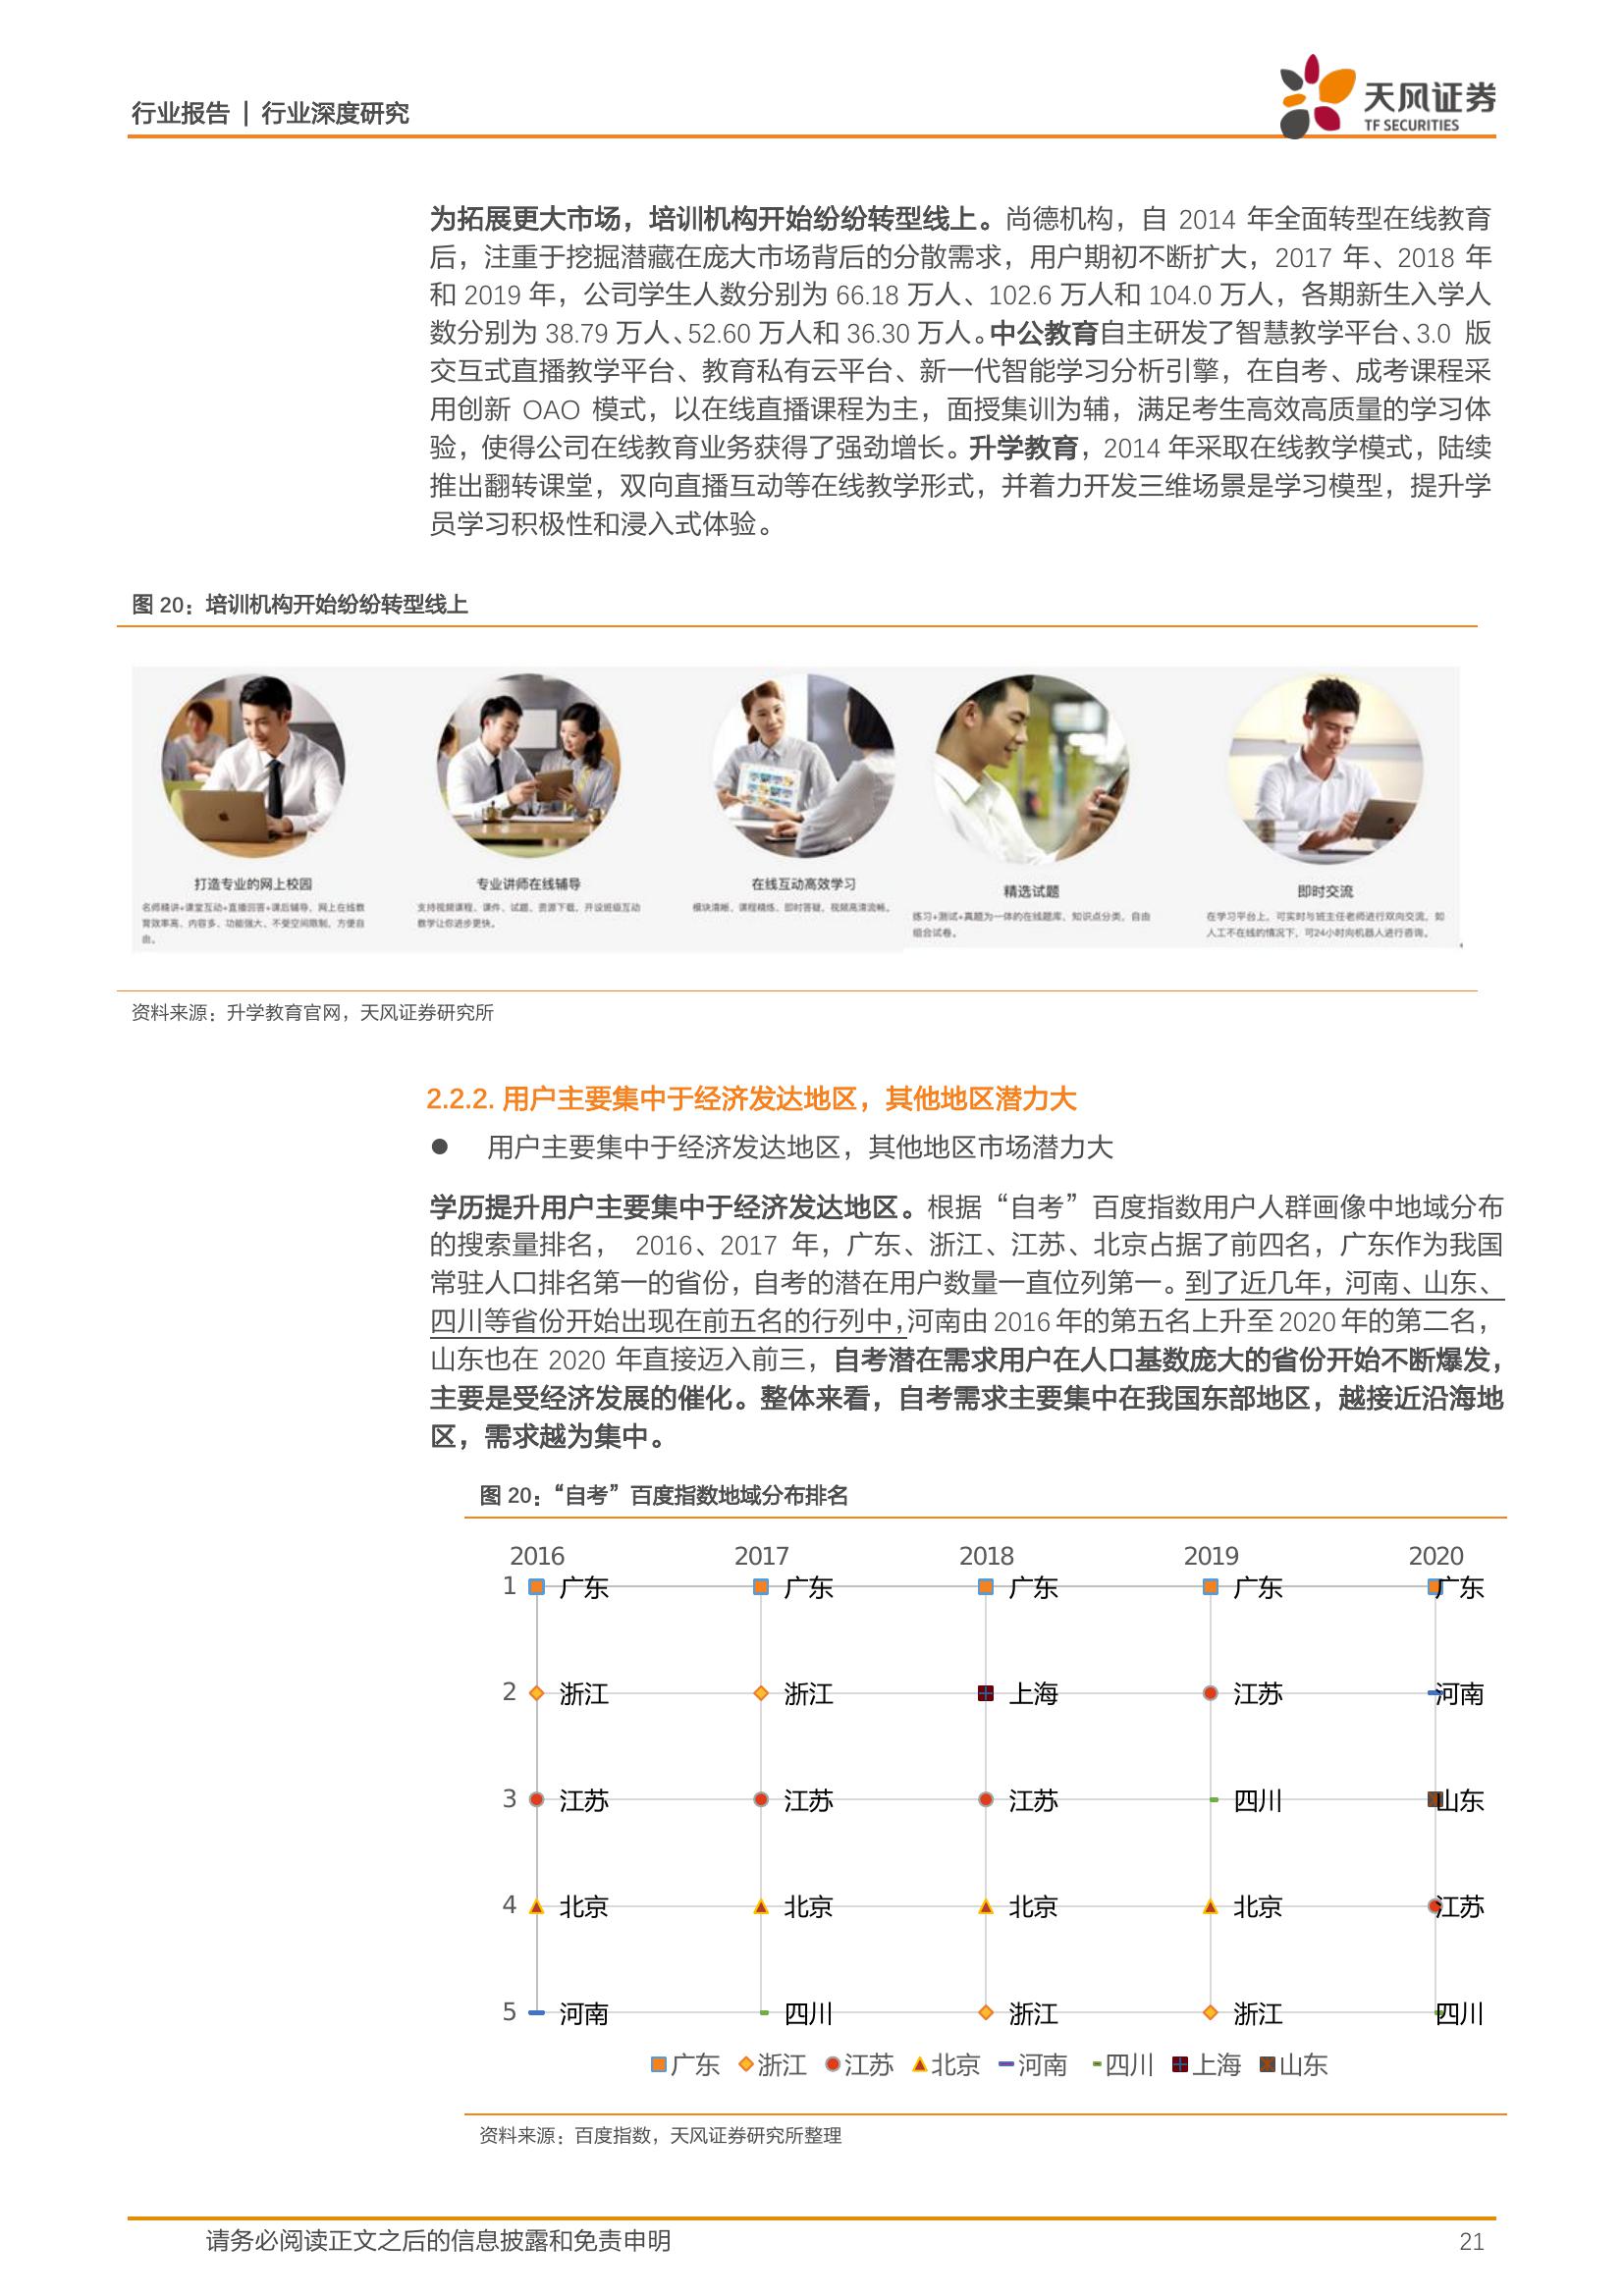 行业报告 | 行业深度研究
天风证券
TF SECURITIES
为拓展更大市场，培训机构开始纷纷转型线上。尚德机构，自 2014 年全面转型在线教育
后，注重于挖掘潜藏在庞大市场背后的分散需求，用户期初不断扩大，2017 年、2018 年
和 2019 年，公司学生人数分别为 66.18 万人、102.6 万人和 104.0 万人，各期新生入学人
数分别为 38.79 万人、52.60 万人和 36.30 万人。中公教育自主研发了智慧教学平台、3.0 版
交互式直播教学平台、教育私有云平台、新一代智能学习分析引擎，在自考、成考课程采
用创新 OAO 模式，以在线直播课程为主，面授集训为辅，满足考生高效高质量的学习体
验，使得公司在线教育业务获得了强劲增长。升学教育，2014 年采取在线教学模式，陆续
推出翻转课堂，双向直播互动等在线教学形式，并着力开发三维场景是学习模型，提升学
员学习积极性和浸入式体验。
图 20：培训机构开始纷纷转型线上
打造专业的网上校园
名师精讲+课堂互动+直播回答+课后辅导，网上在线教
育效率高、内容多、功能强大、不受空间限制，方便自
由。
专业讲师在线辅导
支持视频课程、课件、试题、资源下载，开设班级互动
教学让你进步更快。
在线互动高效学习
模块清晰、课程精炼、即时答疑、视频高清流畅。
精选试题
练习+测试+真题为一体的在线题库，知识点分类，自由
组合试卷。
即时交流
在学习平台上，可实时与班主任老师进行双向交流，如
人工不在线的情况下，可24小时向机器人进行咨询。
资料来源：升学教育官网，天风证券研究所
2.2.2. 用户主要集中于经济发达地区，其他地区潜力大
● 用户主要集中于经济发达地区，其他地区市场潜力大
学历提升用户主要集中于经济发达地区。根据“自考”百度指数用户人群画像中地域分布
的搜索量排名， 2016、2017 年，广东、浙江、江苏、北京占据了前四名，广东作为我国
常驻人口排名第一的省份，自考的潜在用户数量一直位列第一。到了近几年，河南、山东、
四川等省份开始出现在前五名的行列中，河南由 2016 年的第五名上升至 2020 年的第二名，
山东也在 2020 年直接迈入前三，自考潜在需求用户在人口基数庞大的省份开始不断爆发，
主要是受经济发展的催化。整体来看，自考需求主要集中在我国东部地区，越接近沿海地
区，需求越为集中。
图 20：“自考”百度指数地域分布排名
2016 2017 2018 2019 2020
1 广东 广东 广东 广东 广东
2 浙江 浙江 上海 江苏 河南
3 江苏 江苏 江苏 四川 山东
4 北京 北京 北京 北京 江苏
5 河南 四川 浙江 浙江 四川
广东 浙江 江苏 北京 河南 四川 上海 山东
资料来源：百度指数，天风证券研究所整理
请务必阅读正文之后的信息披露和免责申明
21